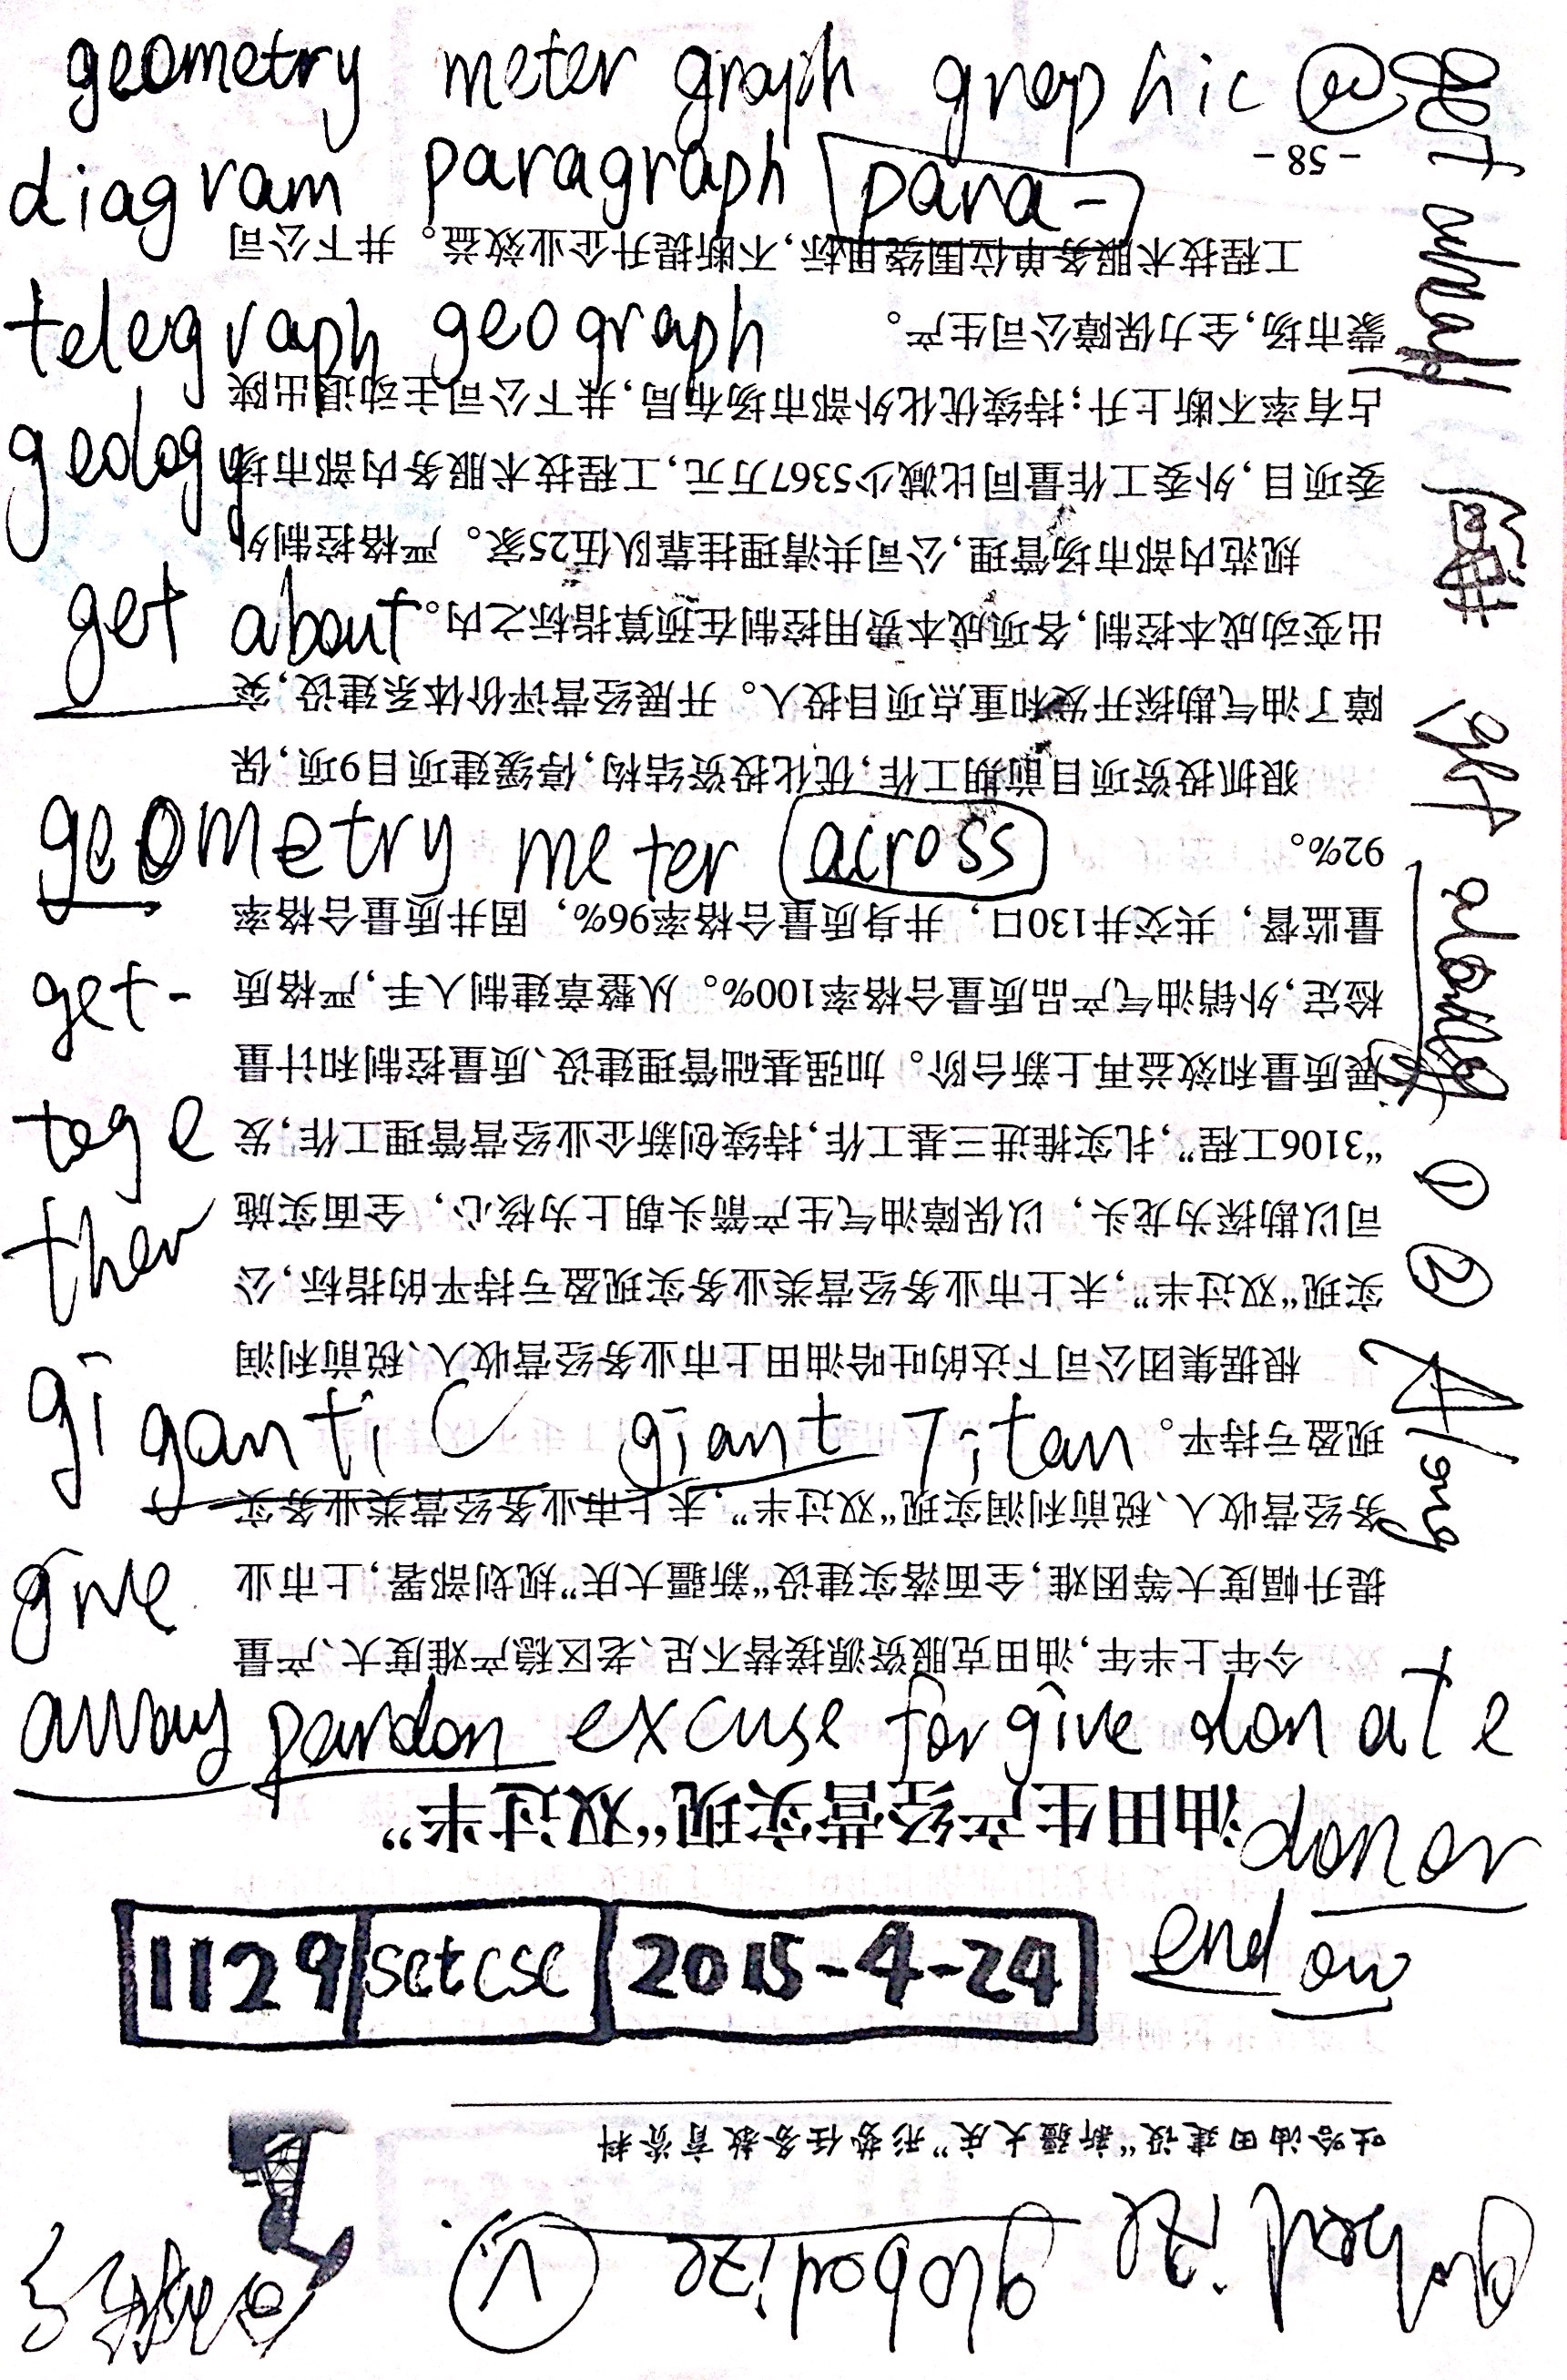 geometry meter graph graphic
diagram paragraph para-
telegraph geograph
geology
get about
geometry meter across
get-
toge
ther
gigantic giant Titan
give
away pardon excuse forgive donate
donor
endow
1129 sctcsc 2015-4-24
get
along
①
②
globalize
吐哈油田建设“新疆大庆”形势任务教育资料
油田生产经营实现“双过半”
今年上半年,油田克服资源接替不足、老区稳产难度大、产量
提升幅度大等困难,全面落实建设“新疆大庆”规划部署,上市业
务经营收入、税前利润实现“双过半”,未上市业务经营类业务实
现盈亏持平。
根据集团公司下达的吐哈油田上市业务经营收入、税前利润
实现“双过半”,未上市业务经营类业务实现盈亏持平的指标,公
司以勘探为龙头,以保障油气生产箭头朝上为核心,全面实施
“3106工程”,扎实推进三基工作,持续创新企业经营管理工作,发
展质量和效益再上新台阶。加强基础管理建设、质量控制和计量
检定,外销油气产品质量合格率100%。从整章建制入手,严格质
量监督,共交井130口,井身质量合格率96%,固井质量合格率
92%。
狠抓投资项目前期工作,优化投资结构,停缓建项目9项,保
障了油气勘探开发和重点项目投入。开展经营评价体系建设,突
出变动成本控制,各项成本费用控制在预算指标之内。
规范内部市场管理,公司共清理挂靠队伍25家。严格控制外
委项目,外委工作量同比减少5367万元,工程技术服务内部市场
占有率不断上升;持续优化外部市场布局,井下公司主动退出陕
蒙市场,全力保障公司生产。
工程技术服务单位围绕目标,不断提升企业效益。井下公司
- 58 -